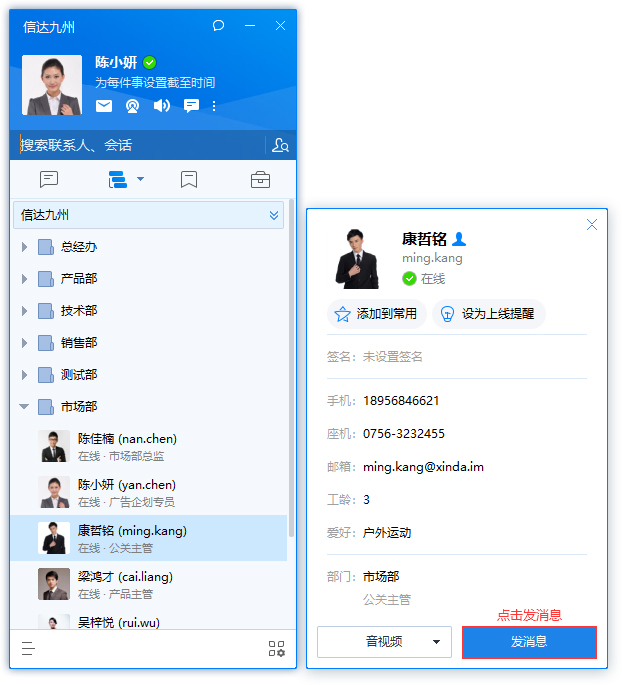 信达九州
陈小妍
为每件事设置截至时间
搜索联系人、会话
信达九州
总经办
产品部
技术部
销售部
测试部
市场部
陈佳楠 (nan.chen)
在线 · 市场部总监
陈小妍 (yan.chen)
在线 · 广告企划专员
康哲铭 (ming.kang)
在线 · 公关主管
梁鸿才 (cai.liang)
在线 · 产品主管
吴梓悦 (rui.wu)
康哲铭
ming.kang
在线
添加到常用
设为上线提醒
签名： 未设置签名
手机： 18956846621
座机： 0756-3232455
邮箱： ming.kang@xinda.im
工龄： 3
爱好： 户外运动
部门： 市场部
公关主管
点击发消息
音视频
发消息